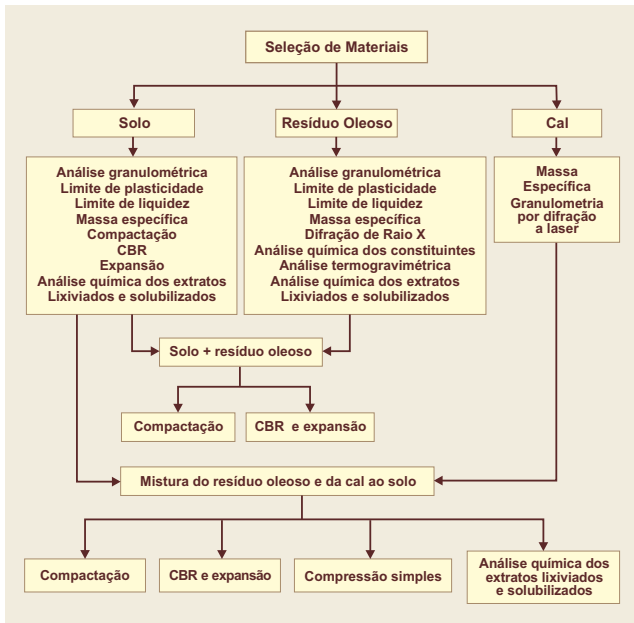 Seleção de Materiais
Solo
Resíduo Oleoso
Cal
Análise granulométrica
Limite de plasticidade
Limite de liquidez
Massa específica
Compactação
CBR
Expansão
Análise química dos extratos
Lixiviados e solubilizados
Análise granulométrica
Limite de plasticidade
Limite de liquidez
Massa específica
Difração de Raio X
Análise química dos constituintes
Análise termogravimétrica
Análise química dos extratos
Lixiviados e solubilizados
Massa
Específica
Granulometria
por difração
a laser
Solo + resíduo oleoso
Compactação
CBR e expansão
Mistura do resíduo oleoso e da cal ao solo
Compactação
CBR e expansão
Compressão simples
Análise química dos
extratos lixiviados
e solubilizados